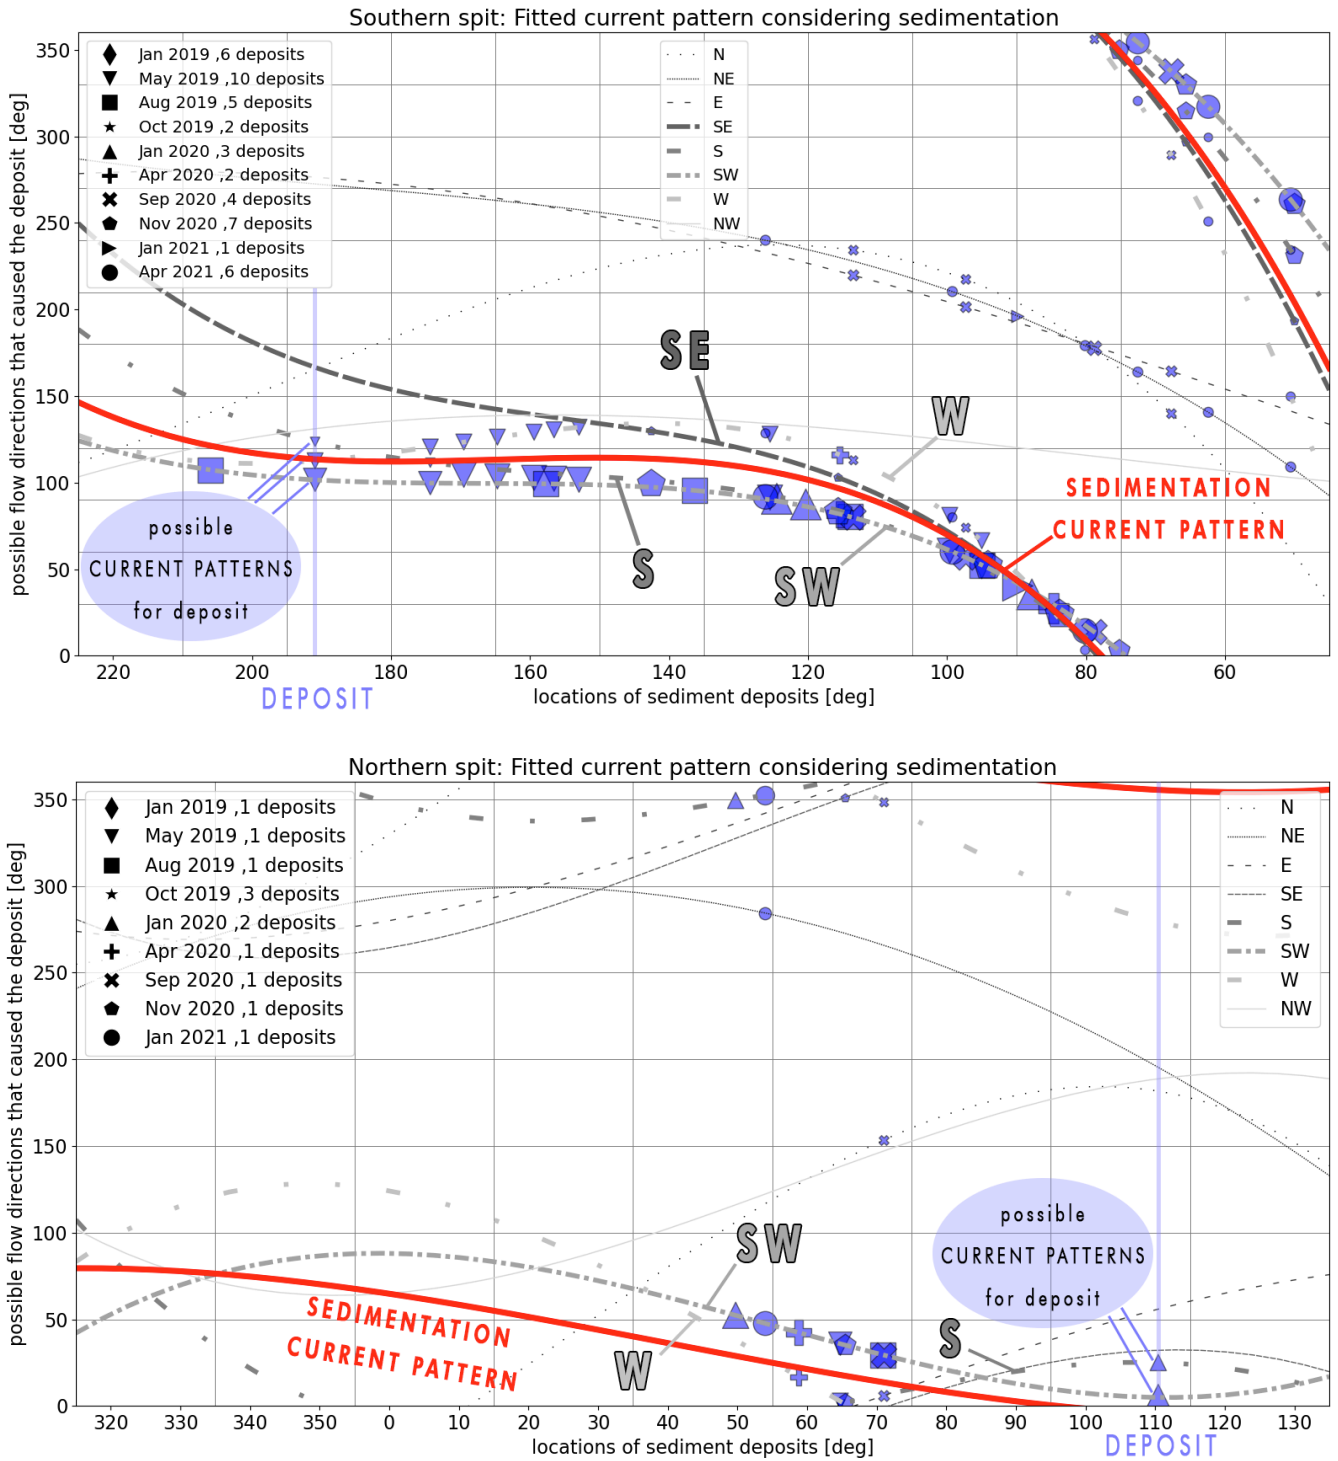 Southern spit: Fitted current pattern considering sedimentation
possible flow directions that caused the deposit [deg]
350
300
250
200
150
100
50
0
Jan 2019 ,6 deposits
May 2019 ,10 deposits
Aug 2019 ,5 deposits
Oct 2019 ,2 deposits
Jan 2020 ,3 deposits
Apr 2020 ,2 deposits
Sep 2020 ,4 deposits
Nov 2020 ,7 deposits
Jan 2021 ,1 deposits
Apr 2021 ,6 deposits
N
NE
E
SE
S
SW
W
NW
SE
W
S
SW
SEDIMENTATION
CURRENT PATTERN
possible
CURRENT PATTERNS
for deposit
220 200 180 160 140 120 100 80 60
DEPOSIT
locations of sediment deposits [deg]
Northern spit: Fitted current pattern considering sedimentation
possible flow directions that caused the deposit [deg]
350
300
250
200
150
100
50
0
Jan 2019 ,1 deposits
May 2019 ,1 deposits
Aug 2019 ,1 deposits
Oct 2019 ,3 deposits
Jan 2020 ,2 deposits
Apr 2020 ,1 deposits
Sep 2020 ,1 deposits
Nov 2020 ,1 deposits
Jan 2021 ,1 deposits
N
NE
E
SE
S
SW
W
NW
possible
CURRENT PATTERNS
for deposit
SW
S
W
SEDIMENTATION
CURRENT PATTERN
320 330 340 350 0 10 20 30 40 50 60 70 80 90 100 110 120 130
locations of sediment deposits [deg]
DEPOSIT